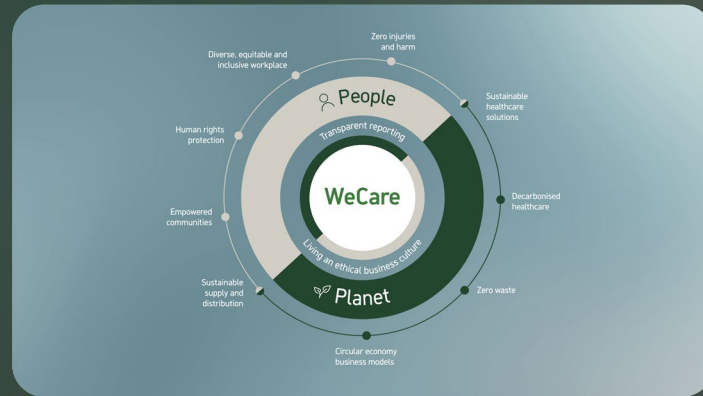 Zero injuries
and harm
Diverse, equitable and
inclusive workplace
People
Sustainable
healthcare
solutions
Transparent reporting
Human rights
protection
WeCare
Decarbonised
healthcare
Empowered
communities
Living an ethical business culture
Sustainable
supply and
distribution
Planet
Zero waste
Circular economy
business models